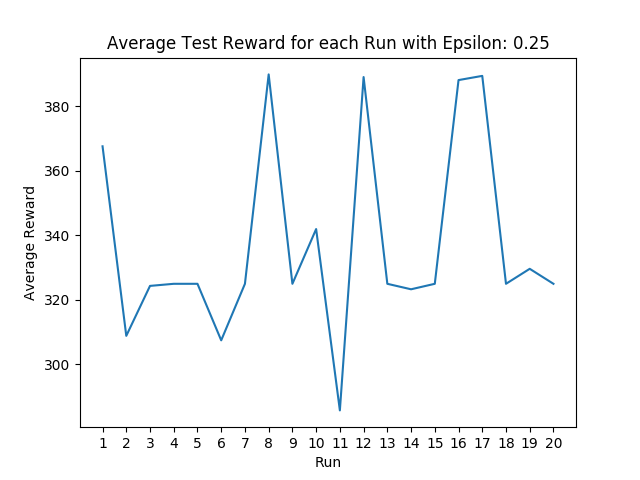 Average Test Reward for each Run with Epsilon: 0.25
380
360
340
320
300
Average Reward
1 2 3 4 5 6 7 8 9 10 11 12 13 14 15 16 17 18 19 20
Run